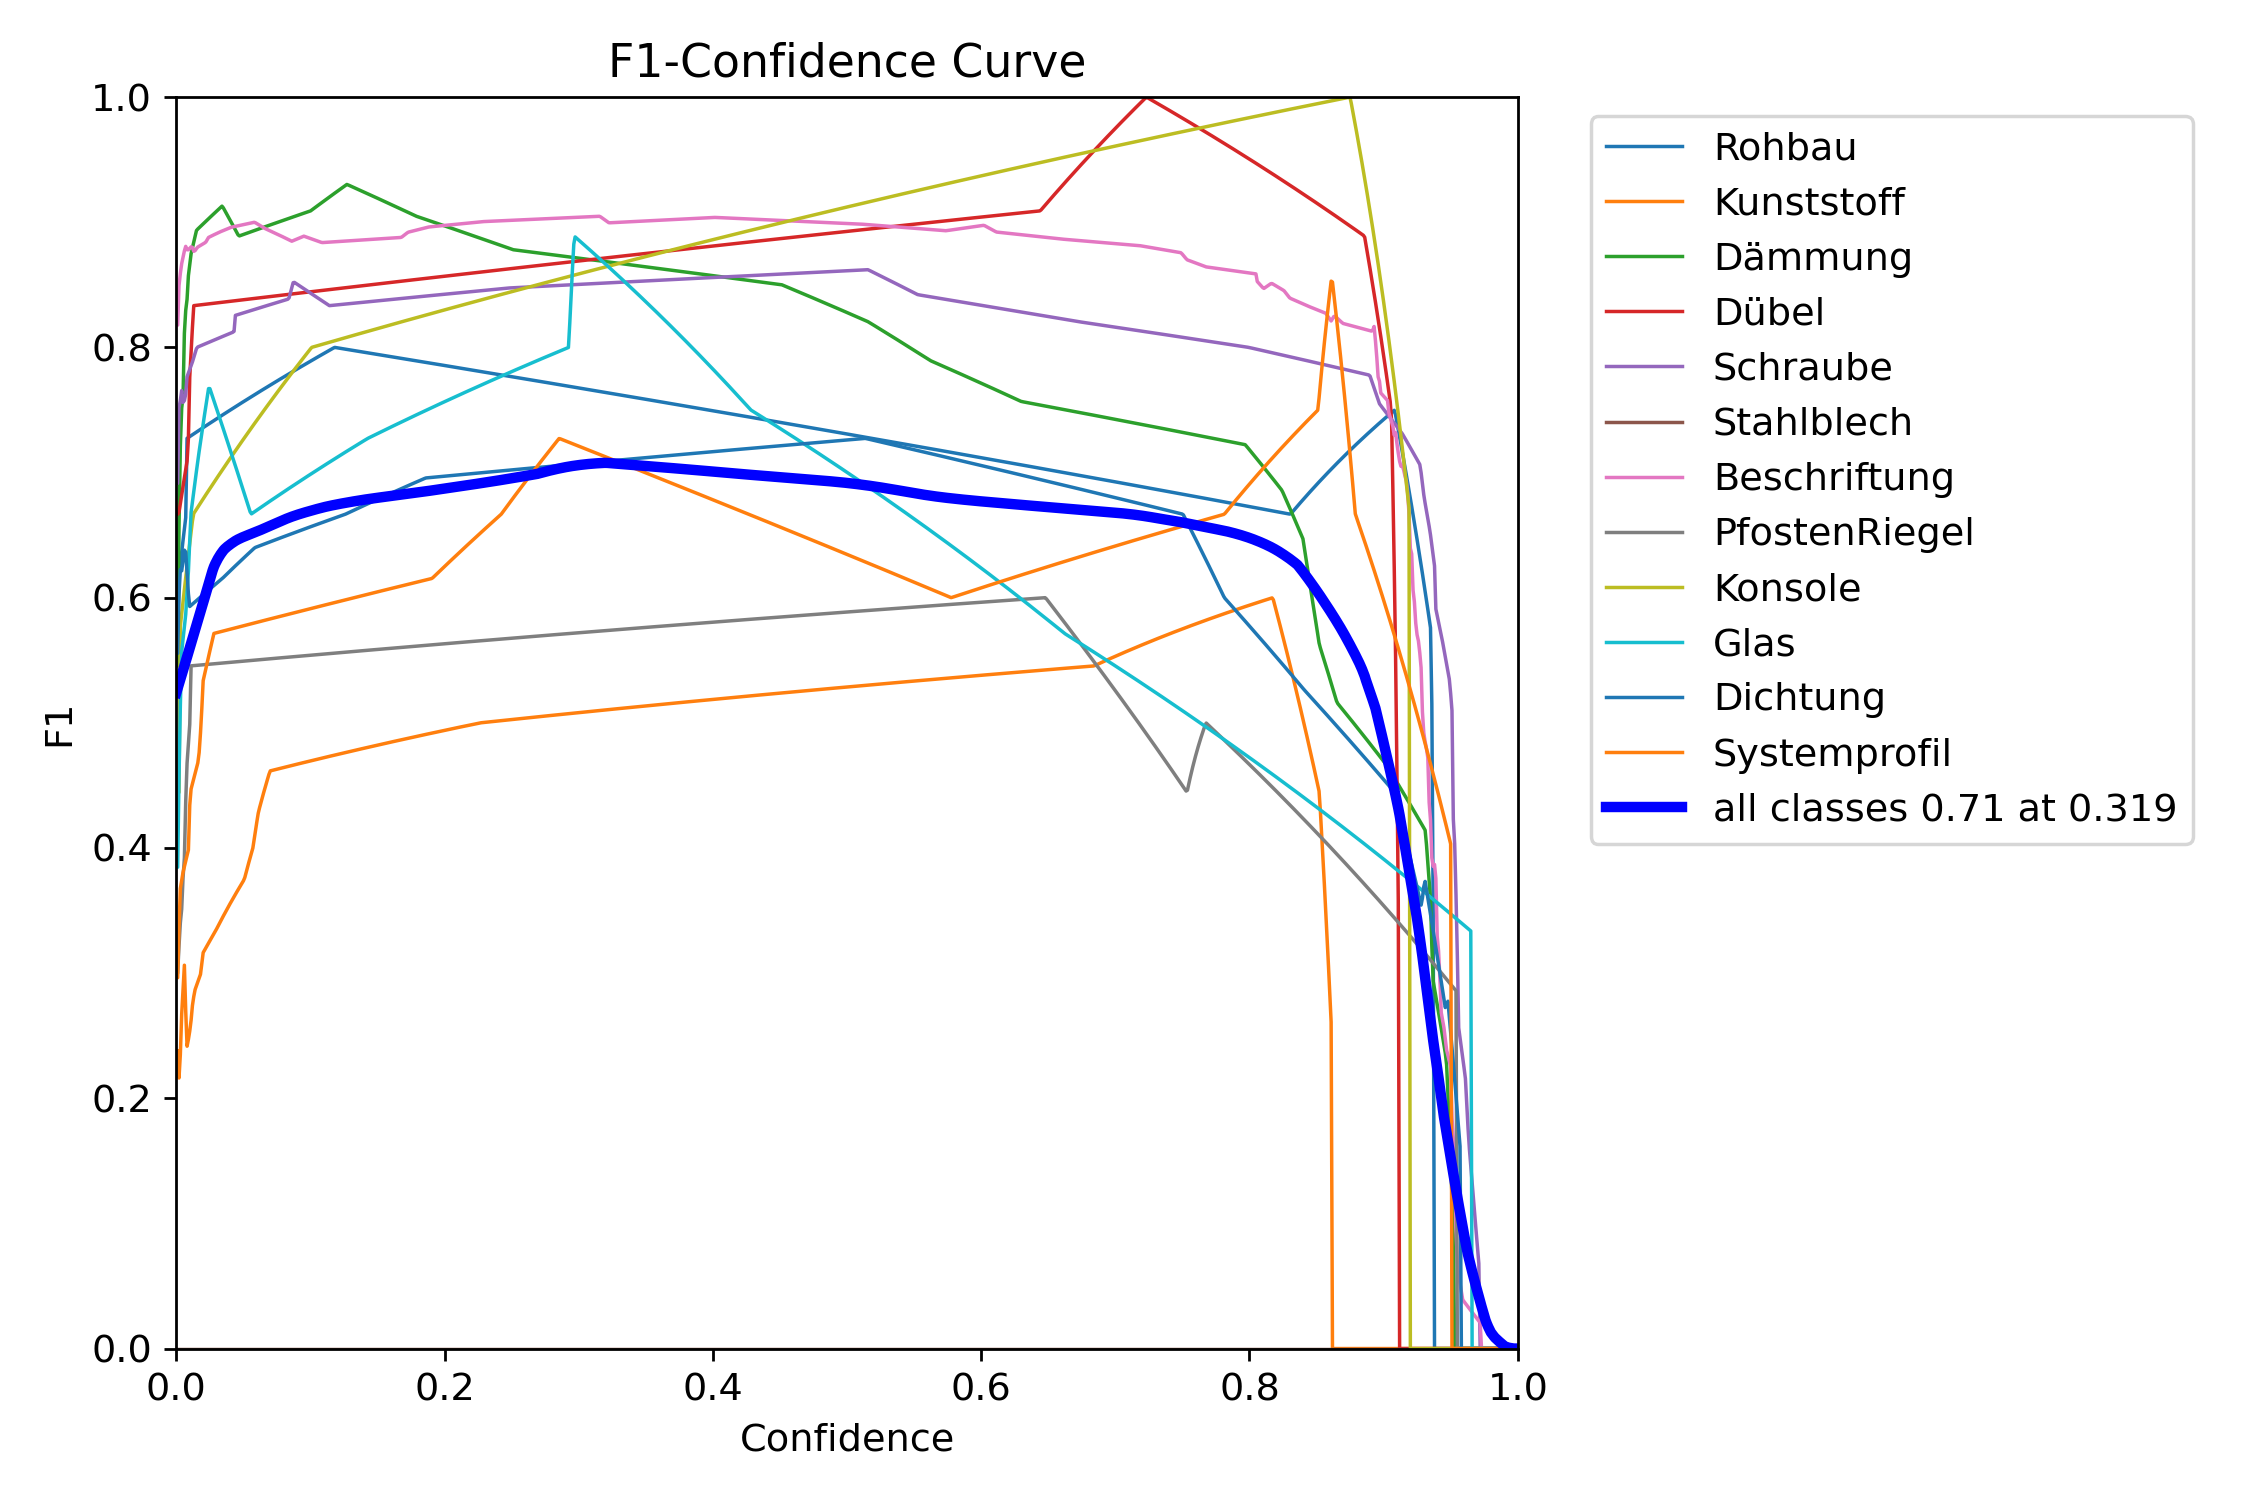 F1-Confidence Curve
1.0
0.8
0.6
0.4
0.2
0.0
F1
0.0 0.2 0.4 0.6 0.8 1.0
Confidence
Rohbau
Kunststoff
Dämmung
Dübel
Schraube
Stahlblech
Beschriftung
PfostenRiegel
Konsole
Glas
Dichtung
Systemprofil
all classes 0.71 at 0.319